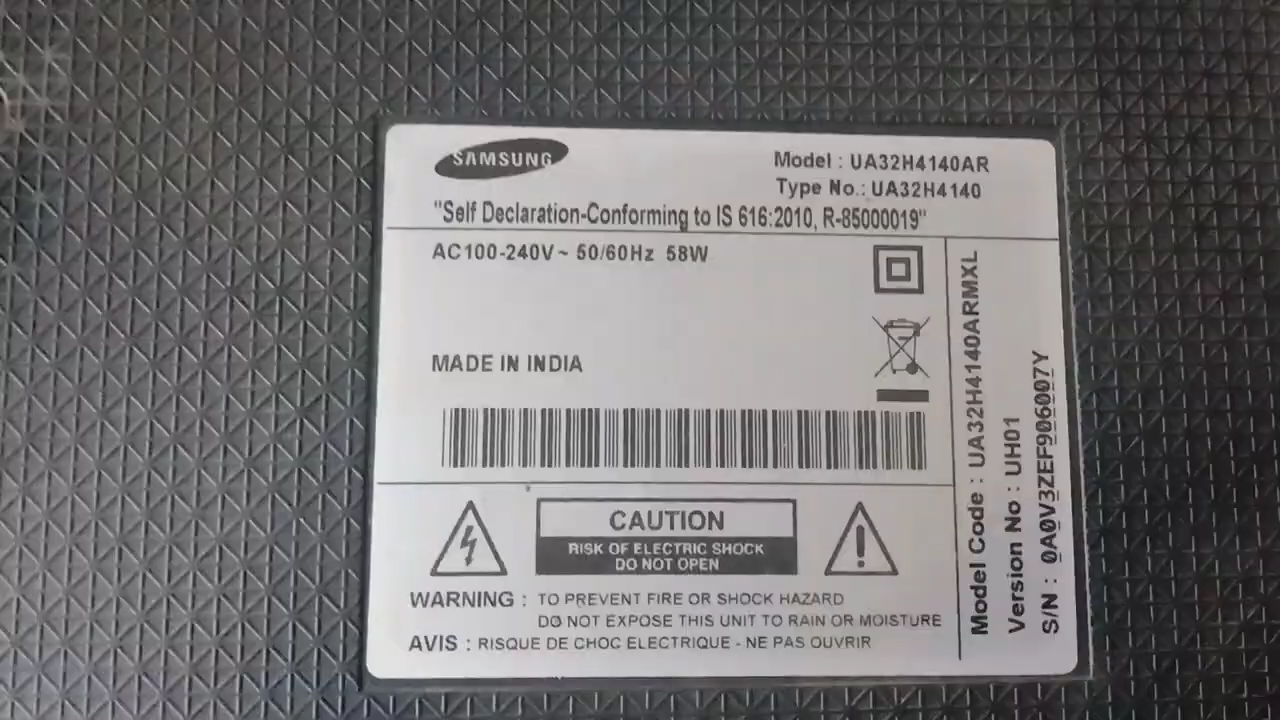 SAMSUNG
Model : UA32H4140AR
Type No.: UA32H4140
"Self Declaration-Conforming to IS 616:2010, R-85000019"
AC100-240V~ 50/60Hz 58W
MADE IN INDIA
CAUTION
RISK OF ELECTRIC SHOCK
DO NOT OPEN
WARNING : TO PREVENT FIRE OR SHOCK HAZARD
DO NOT EXPOSE THIS UNIT TO RAIN OR MOISTURE
AVIS : RISQUE DE CHOC ELECTRIQUE - NE PAS OUVRIR
Model Code : UA32H4140ARMXL
Version No : UH01
S/N : 0A0V3ZEF906007Y